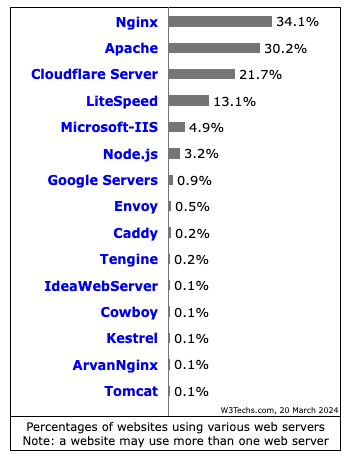 Nginx 34.1%
Apache 30.2%
Cloudflare Server 21.7%
LiteSpeed 13.1%
Microsoft-IIS 4.9%
Node.js 3.2%
Google Servers 0.9%
Envoy 0.5%
Caddy 0.2%
Tengine 0.2%
IdeaWebServer 0.1%
Cowboy 0.1%
Kestrel 0.1%
ArvanNginx 0.1%
Tomcat 0.1%
W3Techs.com, 20 March 2024
Percentages of websites using various web servers
Note: a website may use more than one web server